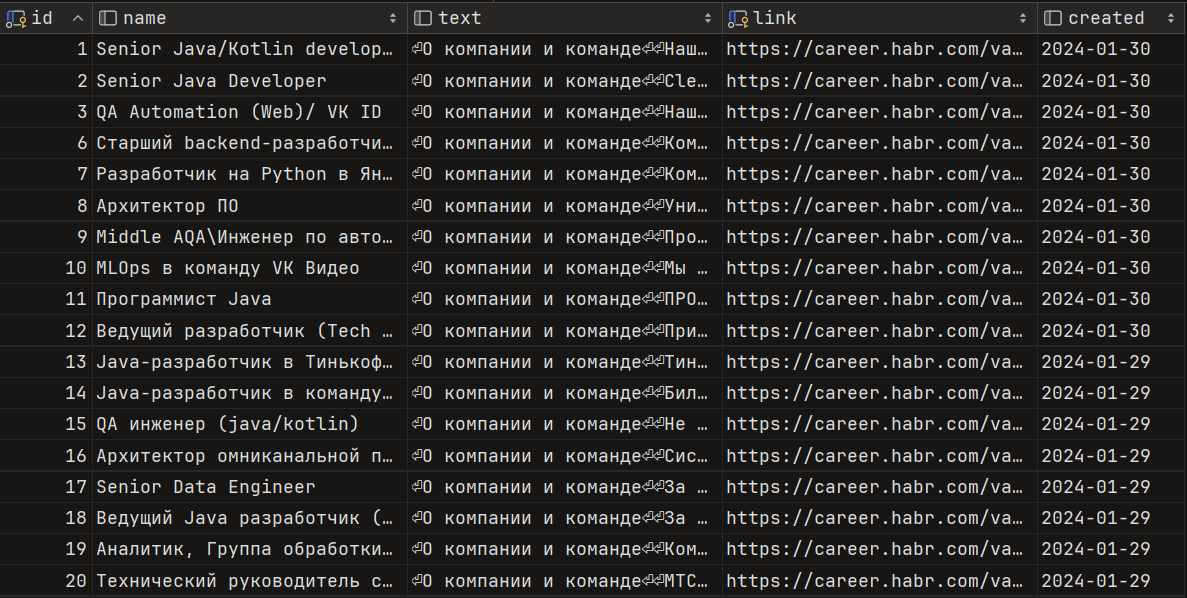 id name text link created
1 Senior Java/Kotlin develop… О компании и команде Наш… https://career.habr.com/va… 2024-01-30
2 Senior Java Developer О компании и команде Cle… https://career.habr.com/va… 2024-01-30
3 QA Automation (Web)/ VK ID О компании и команде Наш… https://career.habr.com/va… 2024-01-30
6 Старший backend-разработчи… О компании и команде Ком… https://career.habr.com/va… 2024-01-30
7 Разработчик на Python в Ян… О компании и команде Ком… https://career.habr.com/va… 2024-01-30
8 Архитектор ПО О компании и команде Уни… https://career.habr.com/va… 2024-01-30
9 Middle AQA\Инженер по авто… О компании и команде Про… https://career.habr.com/va… 2024-01-30
10 MLOps в команду VK Видео О компании и команде Мы … https://career.habr.com/va… 2024-01-30
11 Программист Java О компании и команде ПРО… https://career.habr.com/va… 2024-01-30
12 Ведущий разработчик (Tech … О компании и команде При… https://career.habr.com/va… 2024-01-30
13 Java-разработчик в Тинькоф… О компании и команде Тин… https://career.habr.com/va… 2024-01-29
14 Java-разработчик в команду… О компании и команде Бил… https://career.habr.com/va… 2024-01-29
15 QA инженер (java/kotlin) О компании и команде Не … https://career.habr.com/va… 2024-01-29
16 Архитектор омниканальной п… О компании и команде Сис… https://career.habr.com/va… 2024-01-29
17 Senior Data Engineer О компании и команде За … https://career.habr.com/va… 2024-01-29
18 Ведущий Java разработчик (… О компании и команде За … https://career.habr.com/va… 2024-01-29
19 Аналитик, Группа обработки… О компании и команде Ком… https://career.habr.com/va… 2024-01-29
20 Технический руководитель с… О компании и команде МТС… https://career.habr.com/va… 2024-01-29